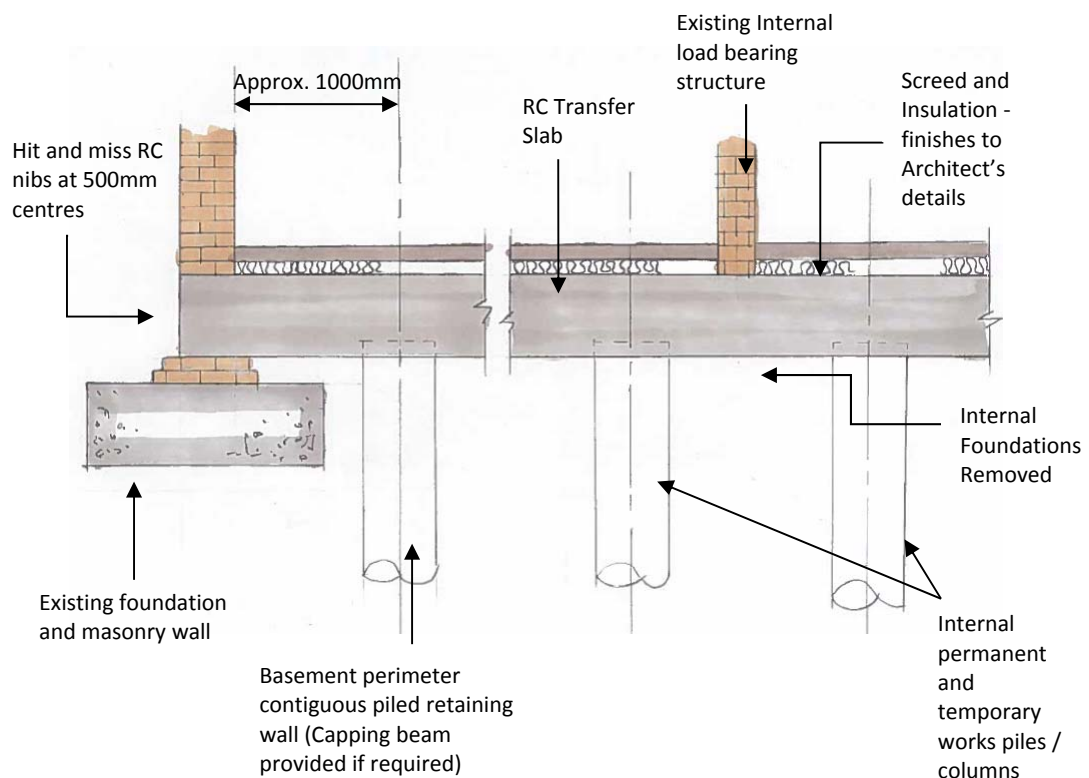 Existing Internal
load bearing
structure
Approx. 1000mm
RC Transfer
Slab
Screed and
Insulation -
finishes to
Architect's
details
Hit and miss RC
nibs at 500mm
centres
Internal
Foundations
Removed
Existing foundation
and masonry wall
Basement perimeter
contiguous piled retaining
wall (Capping beam
provided if required)
Internal
permanent
and
temporary
works piles /
columns